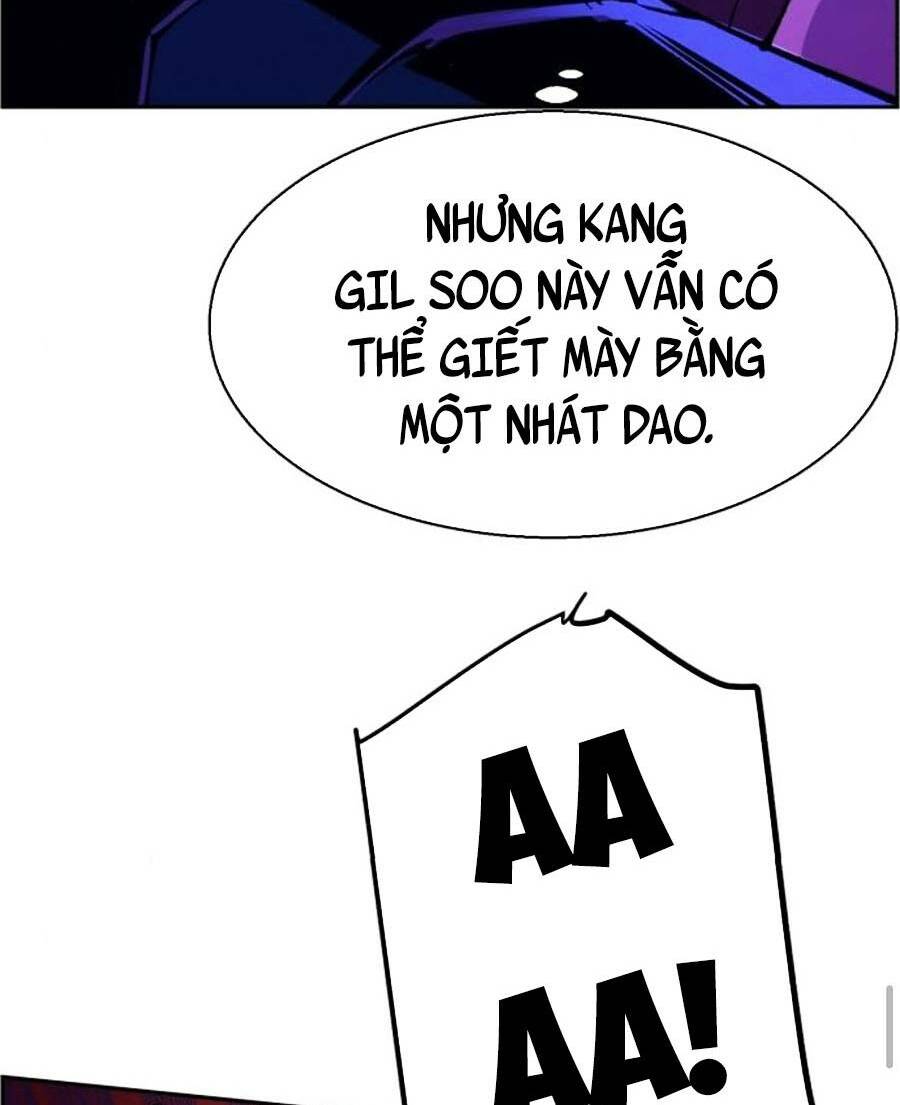 NHƯNG KANG
GIL SOO NÀY VẪN CÓ
THỂ GIẾT MÀY BẰNG
MỘT NHÁT DAO.
AA
AA!